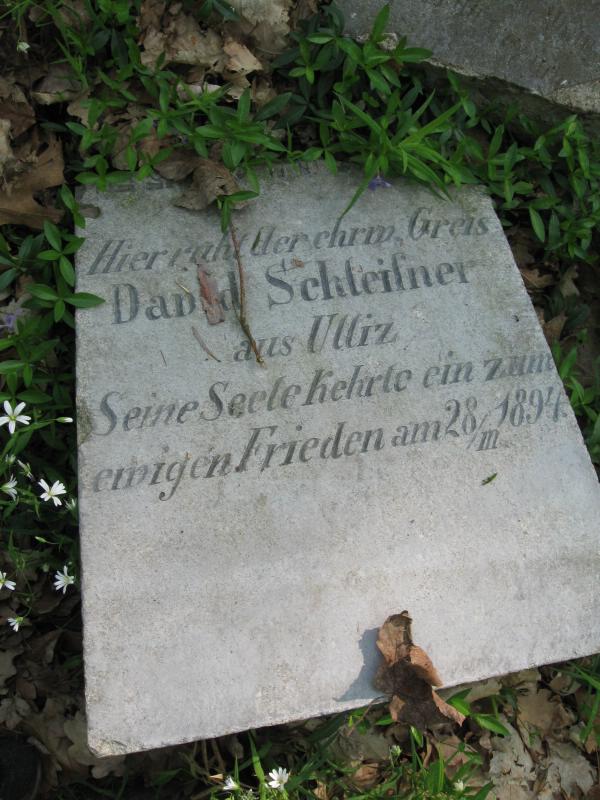 Hier ruht der ehrw. Greis
David Schleisner
aus Ulliz
Seine Seele kehrte ein zum
ewigen Frieden am 28/III. 1894.